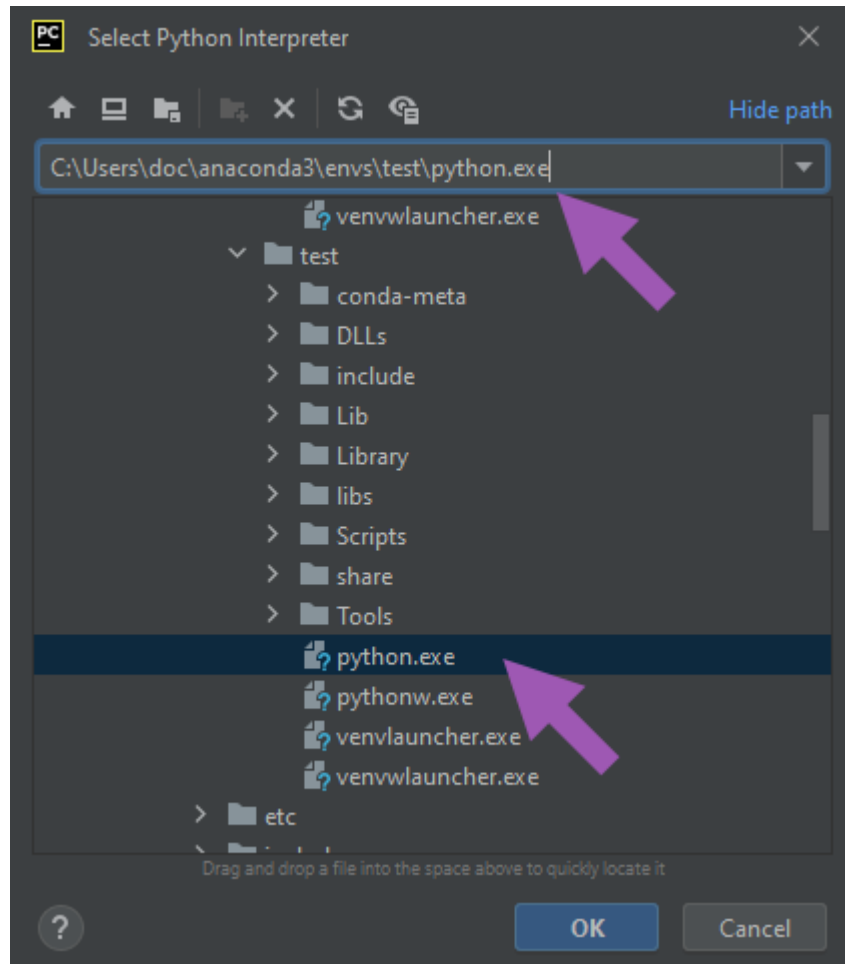 PC Select Python Interpreter
Hide path
C:\Users\doc\anaconda3\envs\test\python.exe
venvwlauncher.exe
test
conda-meta
DLLs
include
Lib
Library
libs
Scripts
share
Tools
python.exe
pythonw.exe
venvlauncher.exe
venvwlauncher.exe
etc
Drag and drop a file into the space above to quickly locate it
? OK Cancel